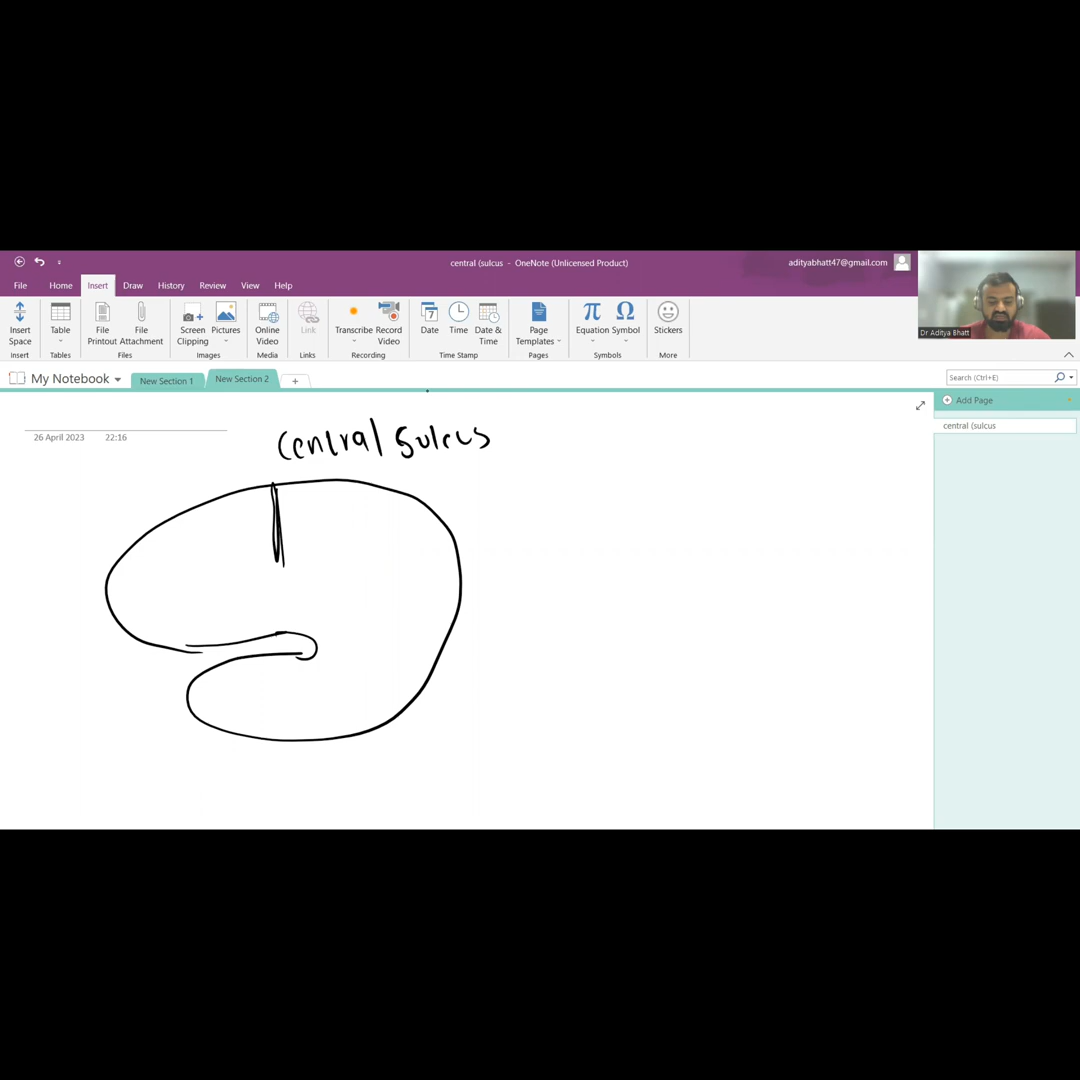 central (sulcus - OneNote (Unlicensed Product)
adityabhatt47@gmail.com
File Home Insert Draw History Review View Help
Insert Space
Table
File Printout
File Attachment
Screen Clipping
Pictures
Online Video
Link
Transcribe
Record Video
Date
Time
Date & Time
Page Templates
Equation
Symbol
Stickers
Insert Tables Files Images Media Links Recording Time Stamp Pages Symbols More
Dr Aditya Bhatt
My Notebook New Section 1 New Section 2 +
Search (Ctrl+E)
Add Page
central (sulcus
26 April 2023 22:16
Central Sulcus